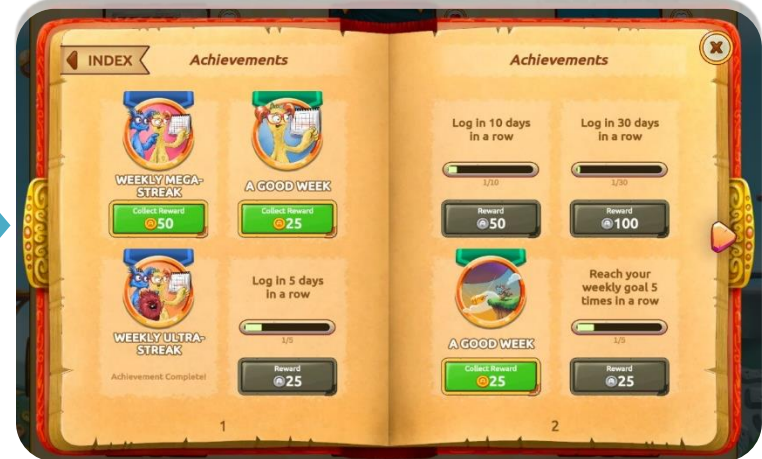 INDEX
Achievements
WEEKLY MEGA-
STREAK
Collect Reward
50
A GOOD WEEK
Collect Reward
25
WEEKLY ULTRA-
STREAK
Achievement Complete!
Log in 5 days
in a row
1/5
Reward
25
1
Achievements
Log in 10 days
in a row
1/10
Reward
50
Log in 30 days
in a row
1/30
Reward
100
A GOOD WEEK
Collect Reward
25
Reach your
weekly goal 5
times in a row
1/5
Reward
25
2